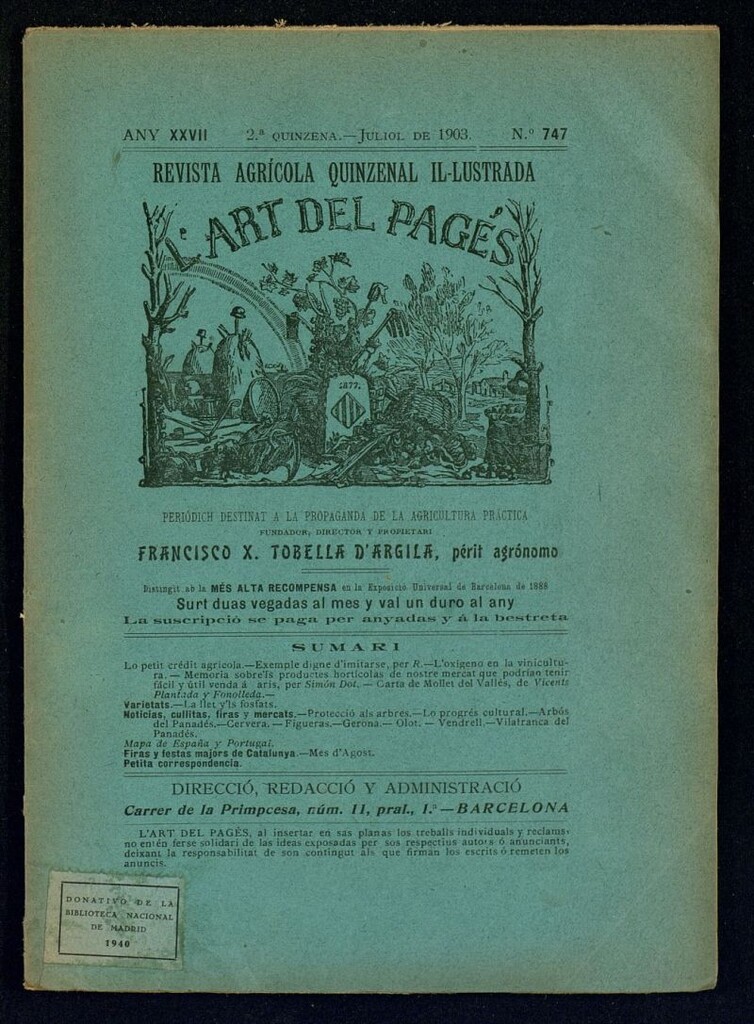 ANY XXVII 2.ª QUINZENA.—JULIOL DE 1903. N.º 747
REVISTA AGRÍCOLA QUINZENAL IL-LUSTRADA
L'ART DEL PAGÉS
1877
PERIÓDICH DESTINAT A LA PROPAGANDA DE LA AGRICULTURA PRÁCTICA
FUNDADOR, DIRECTOR Y PROPIETARI
FRANCISCO X. TOBELLA D'ARGILA, périt agrónomo
Distingit ab la MÉS ALTA RECOMPENSA en la Exposició Universal de Barcelona de 1888
Surt duas vegadas al mes y val un duro al any
La suscripció se paga per anyadas y á la bestreta
SUMARI
Lo petit crédit agrícola.—Exemple digne d'imitarse, per R.—L'oxígeno en la vinicultu-
ra.—Memoria sobre'ls productes hortícolas de nostre mercat que podrían tenir
fácil y útil venda á aris, per Simón Dot.—Carta de Mollet del Vallés, de Vicents
Plantada y Fonolleda.—
Varietats.—La llet y'ls fosfats.
Noticias, cullitas, firas y mercats.—Protecció als arbres.—Lo progrés cultural.—Arbós
del Panadés.—Cervera.—Figueras.—Gerona.—Olot.—Vendrell.—Vilafranca del
Panadés.
Mapa de España y Portugal.
Firas y festas majors de Catalunya.—Mes d'Agost.
Petita correspondencia.
DIRECCIÓ, REDACCIÓ Y ADMINISTRACIÓ
Carrer de la Primpcesa, núm. 11, pral., 1.ª—BARCELONA
L'ART DEL PAGÉS, al insertar en sas planas los treballs individuals y reclams,
no entén ferse solidari de las ideas exposadas per sos respectius autors ó anunciants,
deixant la responsabilitat de son contingut als que firman los escrits ó remeten los
anuncis.
DONATIVO DE LA
BIBLIOTECA NACIONAL
DE MADRID
1940